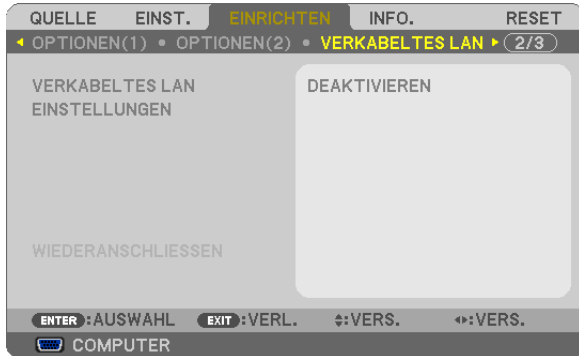 QUELLE EINST. EINRICHTEN INFO. RESET
OPTIONEN(1) • OPTIONEN(2) • VERKABELTES LAN 2/3
VERKABELTES LAN DEAKTIVIEREN
EINSTELLUNGEN
WIEDERANSCHLIESSEN
ENTER :AUSWAHL EXIT :VERL. :VERS. :VERS.
COMPUTER